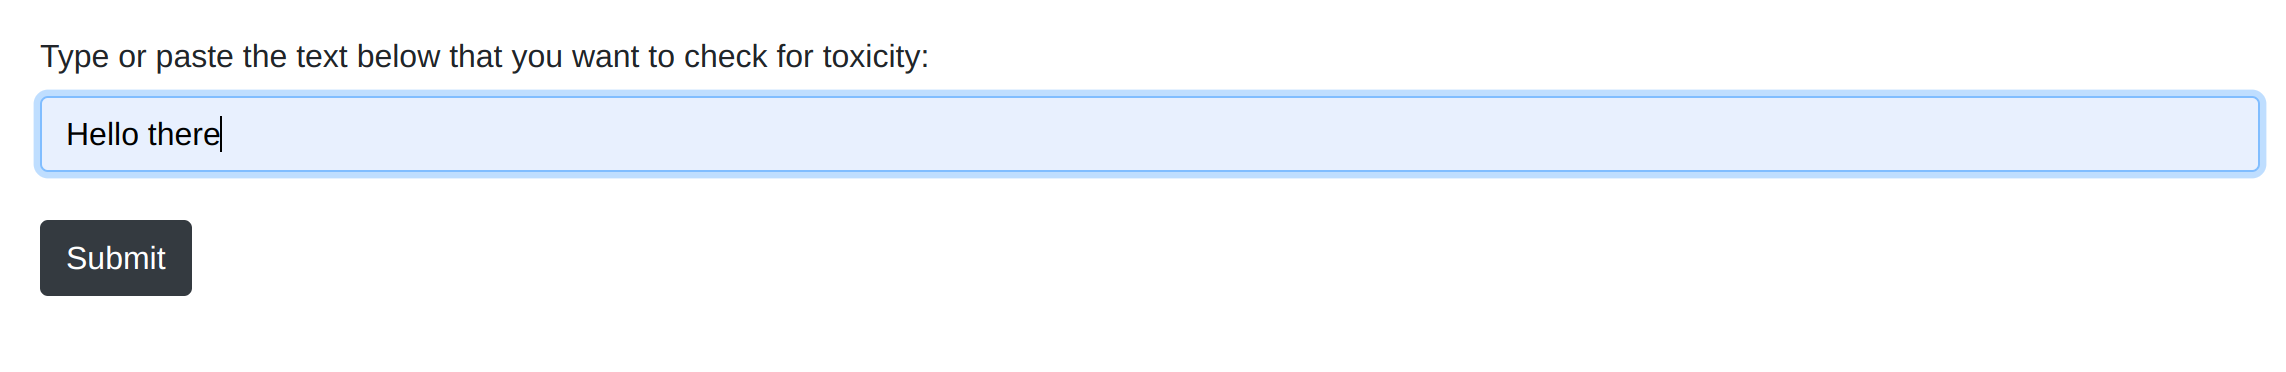 Type or paste the text below that you want to check for toxicity:
Hello there
Submit